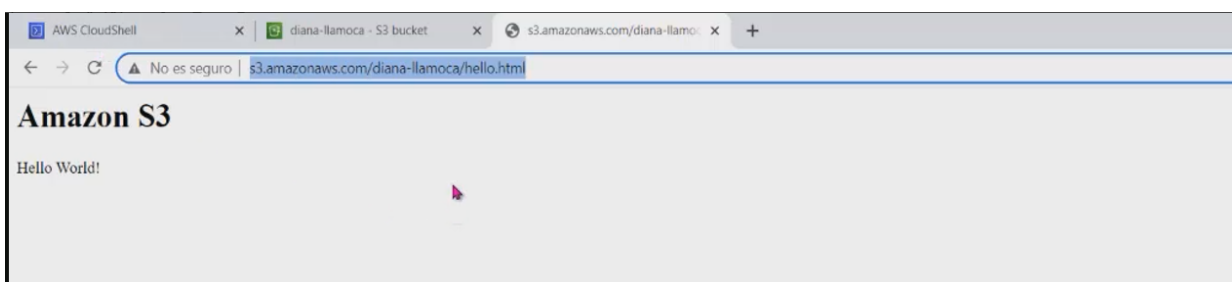 AWS CloudShell
diana-llamoca - S3 bucket
s3.amazonaws.com/diana-llamo
No es seguro | s3.amazonaws.com/diana-llamoca/hello.html
Amazon S3
Hello World!